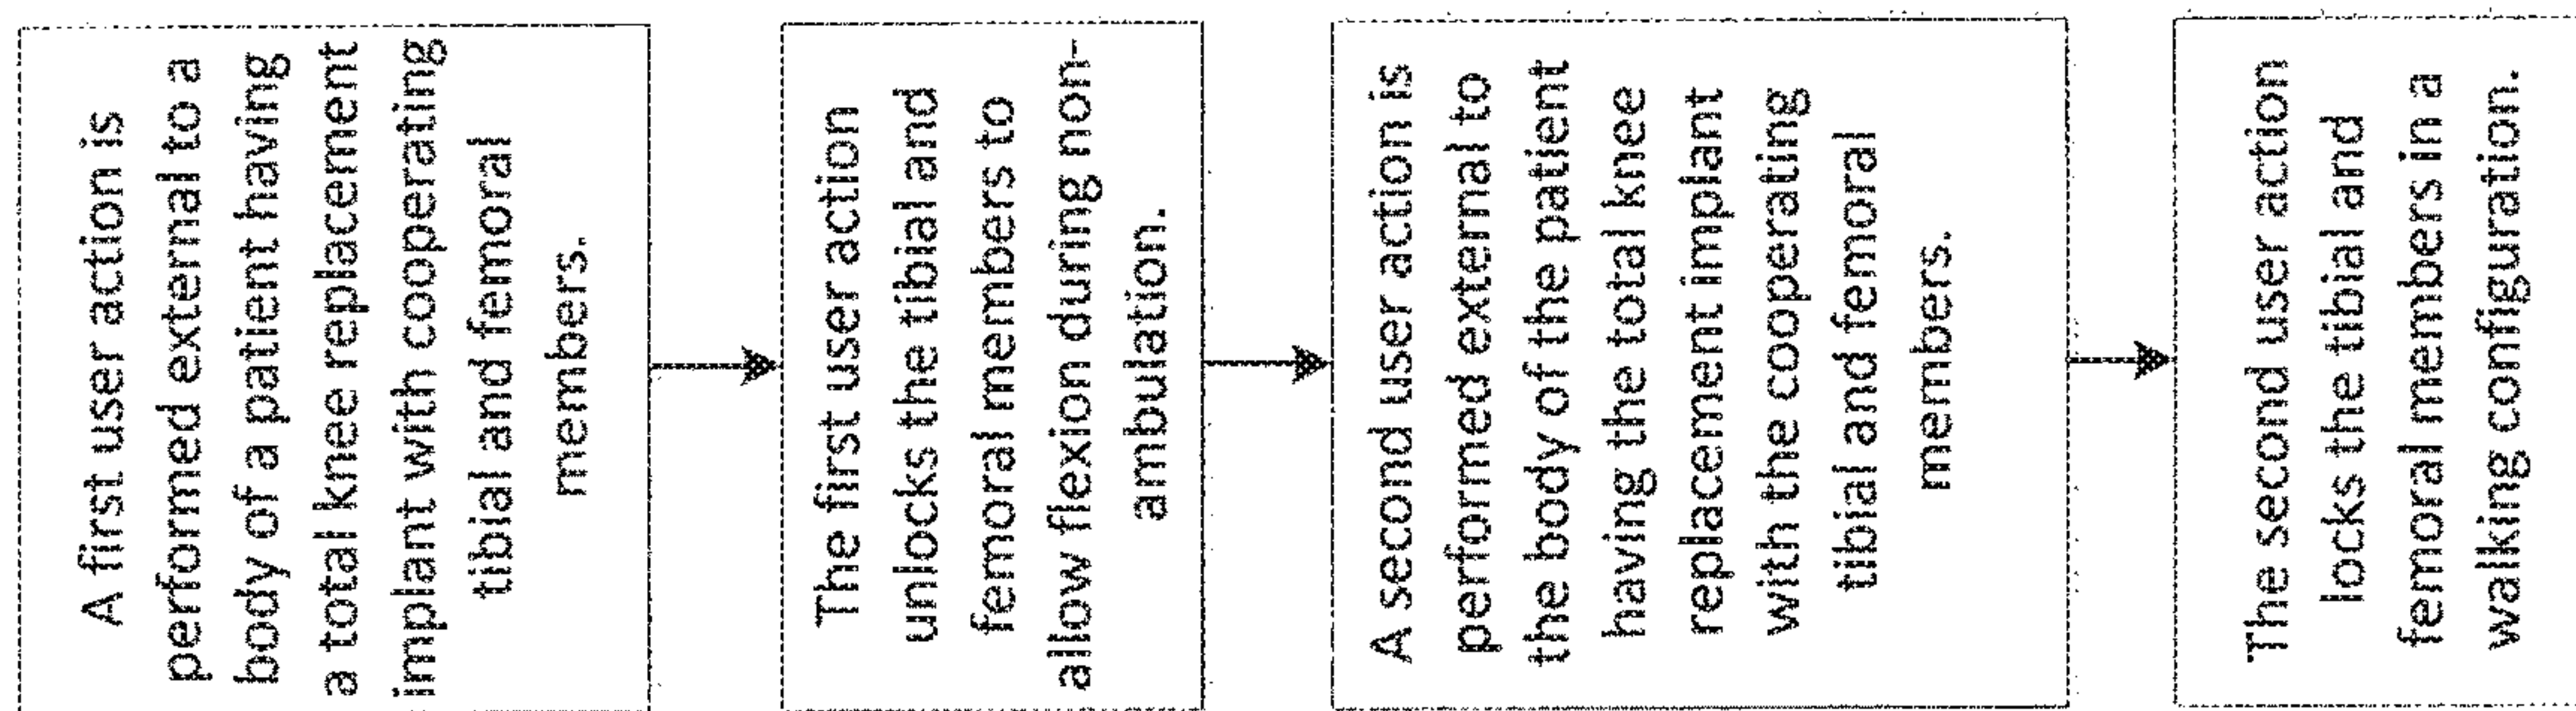 A first user action is
performed external to a
body of a patient having
a total knee replacement
implant with cooperating
tibial and femoral
members.
The first user action
unlocks the tibial and
femoral members to
allow flexion during non-
ambulation.
A second user action is
performed external to
the body of the patient
having the total knee
replacement implant
with the cooperating
tibial and femoral
members.
The second user action
locks the tibial and
femoral members in a
walking configuration.